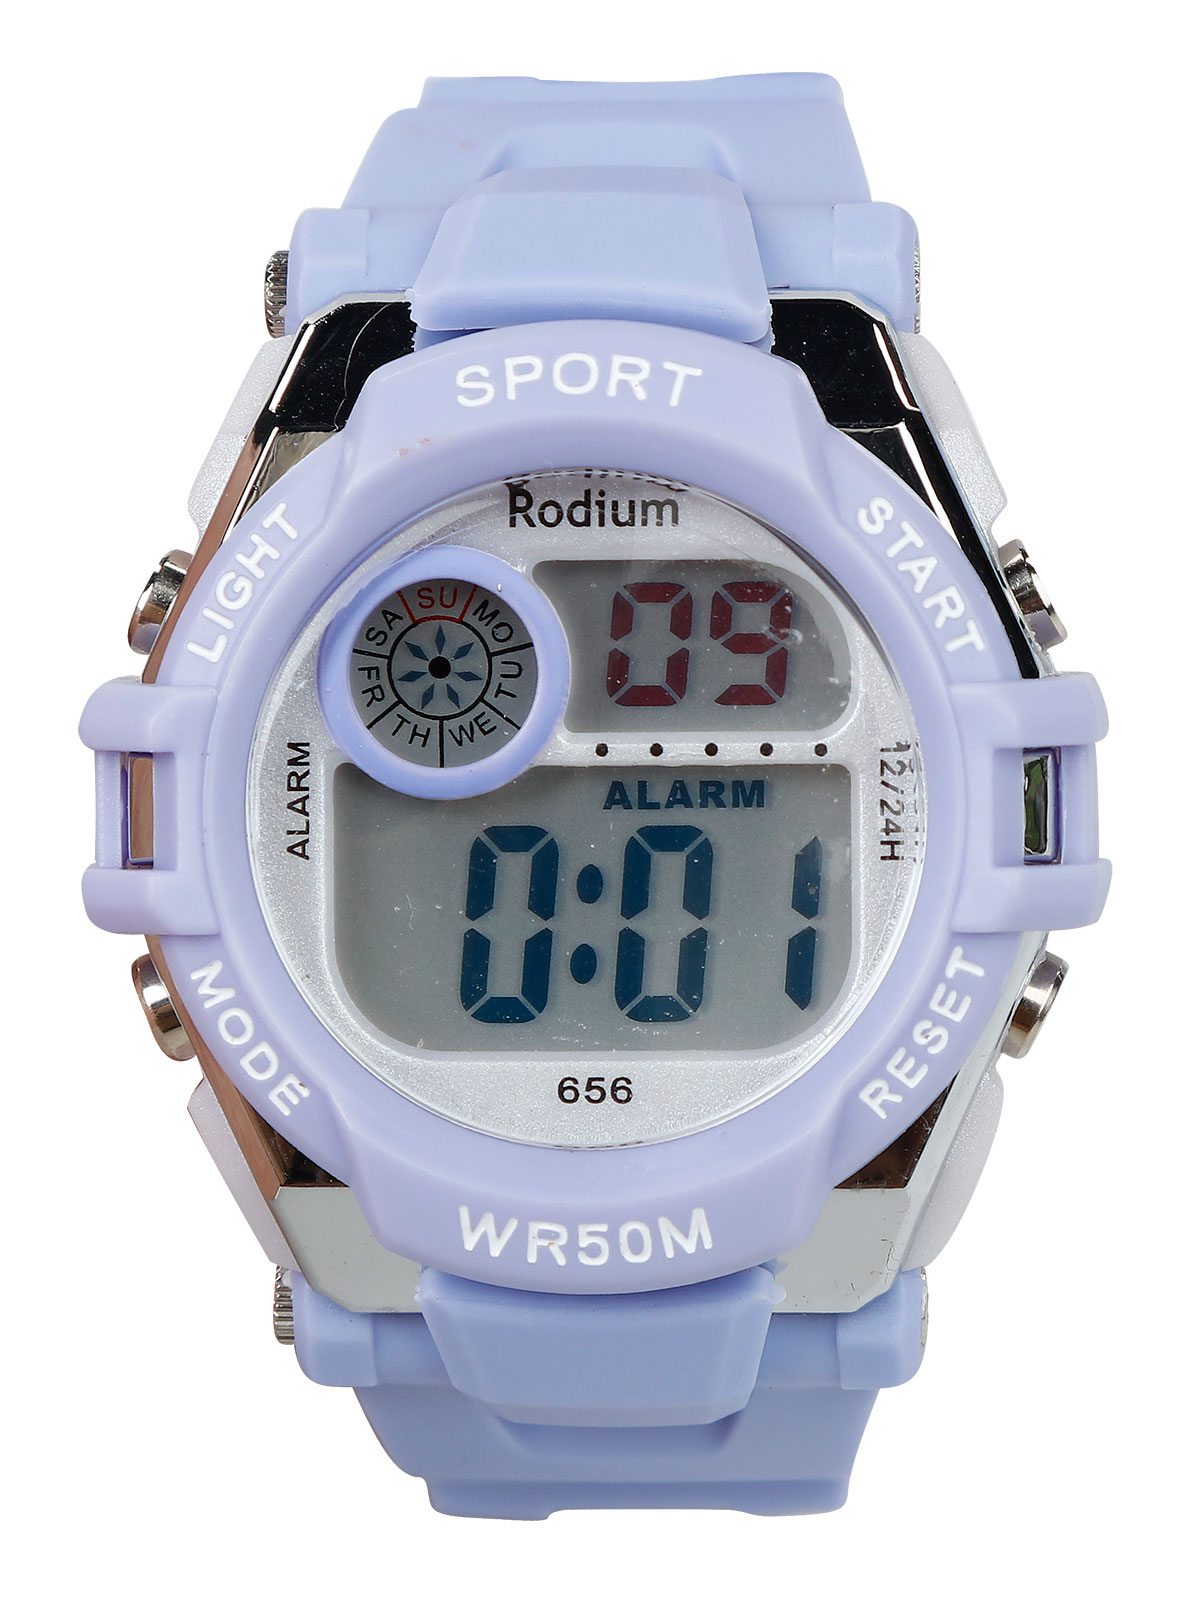 SPORT
Rodium
LIGHT
START
SU
MO
TU
WE
TH
FR
SA
09
ALARM
12/24H
ALARM
0:01
656
MODE
RESET
WR50M